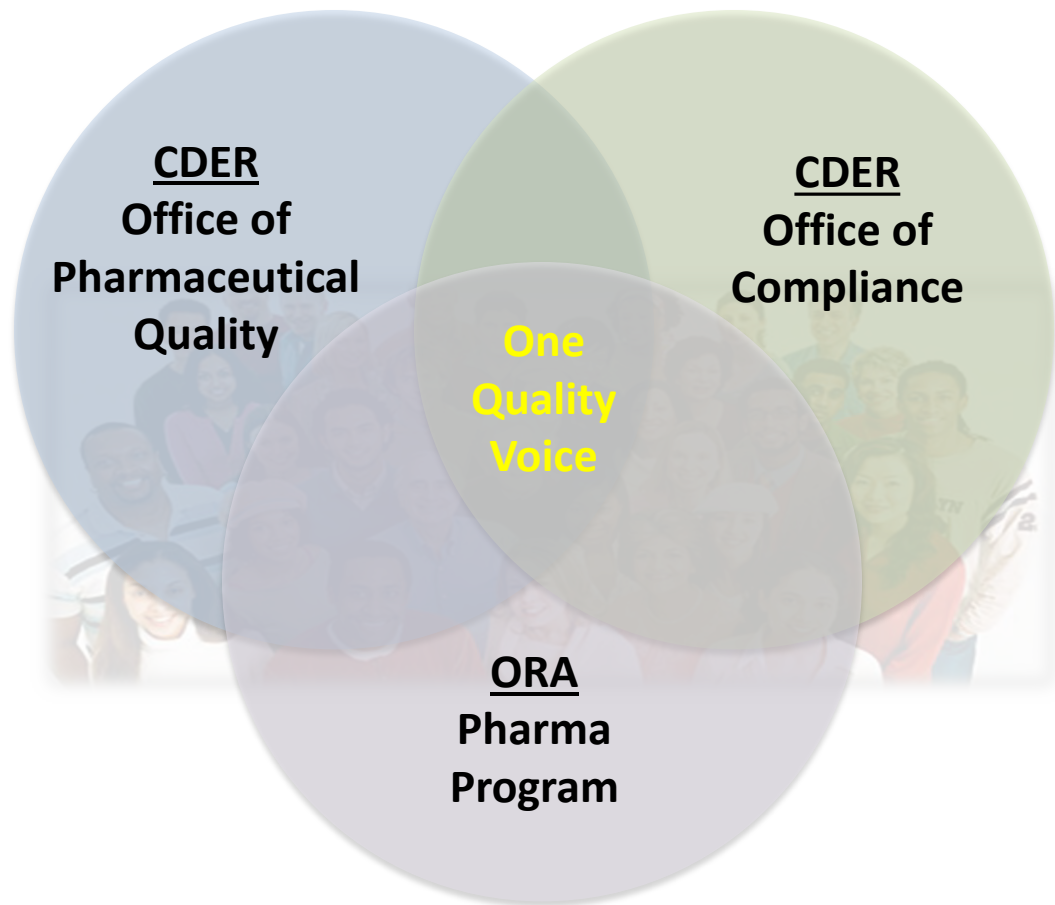 CDER
Office of
Pharmaceutical
Quality
CDER
Office of
Compliance
One
Quality
Voice
ORA
Pharma
Program